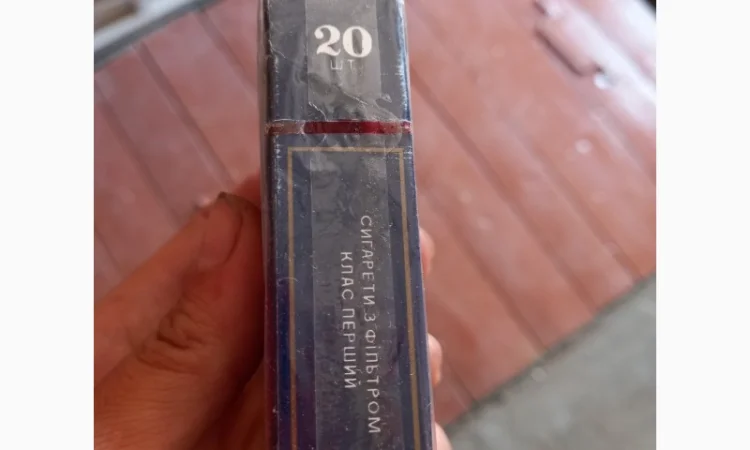 20
ШТ
СИГАРЕТИ З ФІЛЬТРОМ
КЛАС ПЕРШИЙ